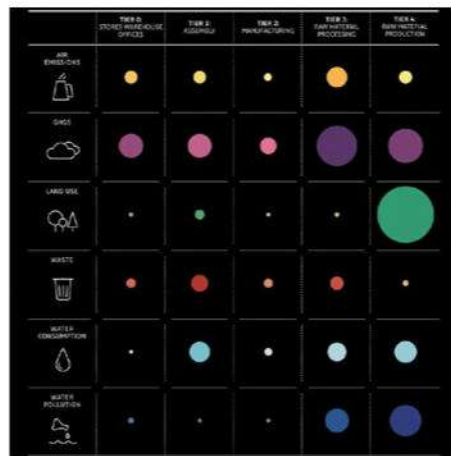 TIER 0:
STORES WAREHOUSE
OFFICES
TIER 1:
ASSEMBLY
TIER 2:
MANUFACTURING
TIER 3:
RAW MATERIAL
PROCESSING
TIER 4:
RAW MATERIAL
PRODUCTION
AIR
EMISSIONS
GHGS
LAND USE
WASTE
WATER
CONSUMPTION
WATER
POLLUTION